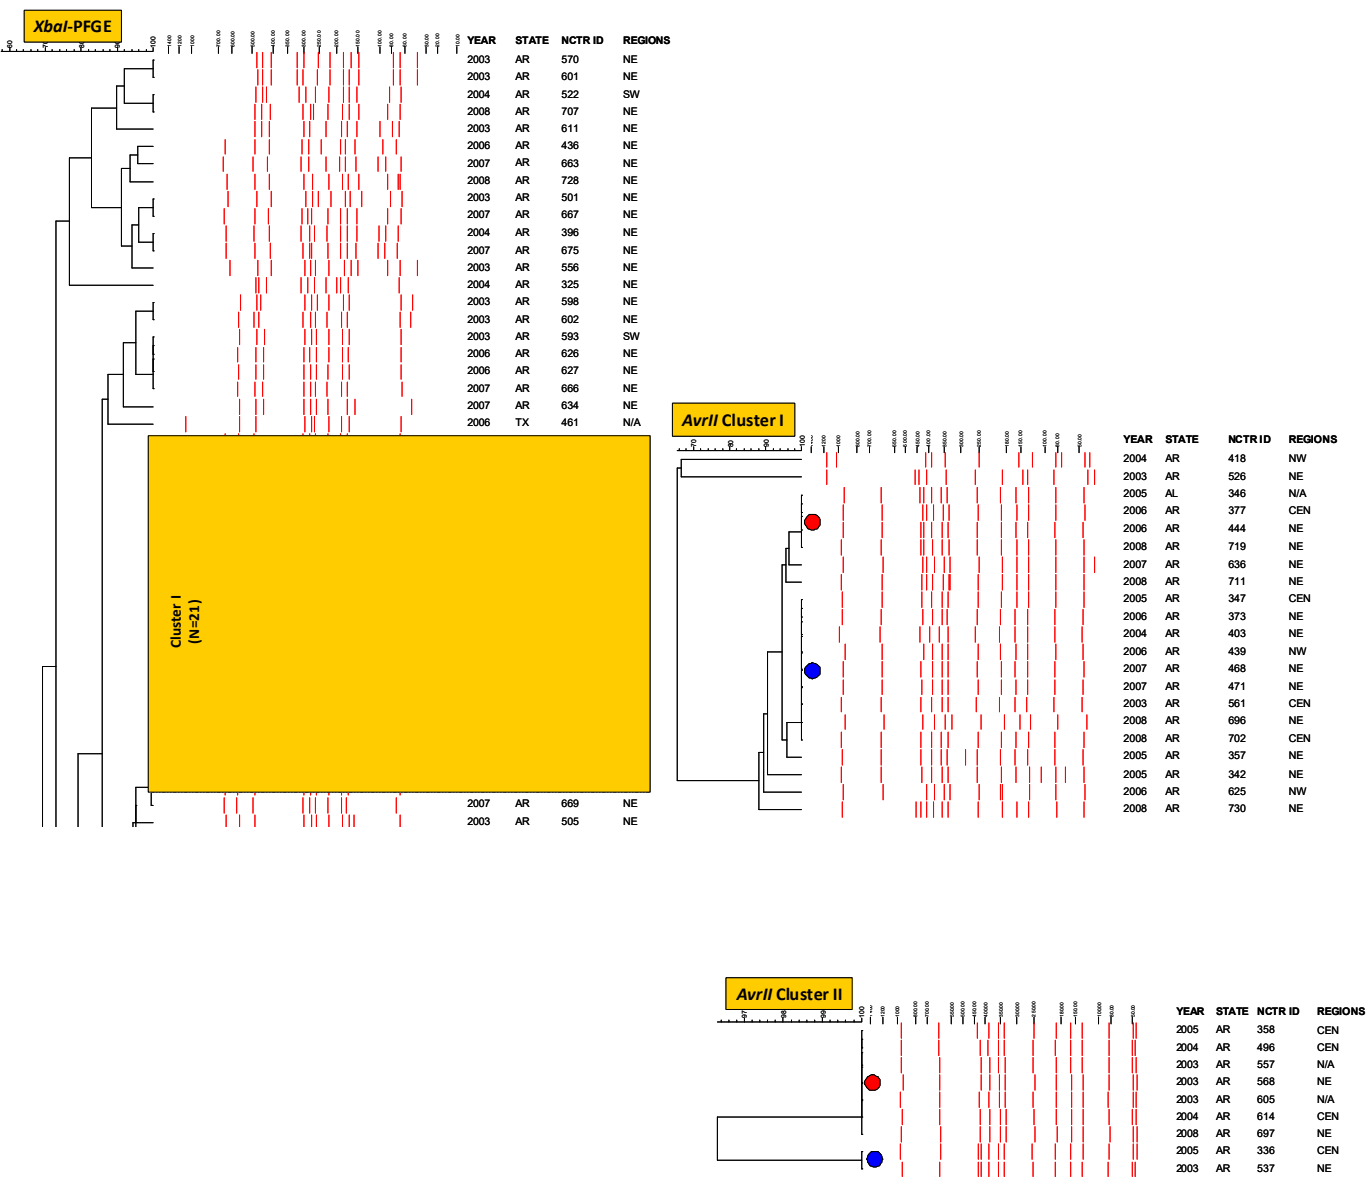 XbaI-PFGE
YEAR STATE NCTR ID REGIONS
2003 AR 570 NE
2003 AR 601 NE
2004 AR 522 SW
2008 AR 707 NE
2003 AR 611 NE
2006 AR 436 NE
2007 AR 663 NE
2008 AR 728 NE
2003 AR 501 NE
2007 AR 667 NE
2004 AR 396 NE
2007 AR 675 NE
2003 AR 556 NE
2004 AR 325 NE
2003 AR 598 NE
2003 AR 602 NE
2003 AR 593 SW
2006 AR 626 NE
2006 AR 627 NE
2007 AR 666 NE
2007 AR 634 NE
2006 TX 461 N/A
Cluster I
(N=21)
2007 AR 669 NE
2003 AR 505 NE
AvrII Cluster I
YEAR STATE NCTR ID REGIONS
2004 AR 418 NW
2003 AR 526 NE
2005 AL 346 N/A
2006 AR 377 CEN
2006 AR 444 NE
2008 AR 719 NE
2007 AR 636 NE
2008 AR 711 NE
2005 AR 347 CEN
2006 AR 373 NE
2004 AR 403 NE
2006 AR 439 NW
2007 AR 468 NE
2007 AR 471 NE
2003 AR 561 CEN
2008 AR 696 NE
2008 AR 702 CEN
2005 AR 357 NE
2005 AR 342 NE
2006 AR 625 NW
2008 AR 730 NE
AvrII Cluster II
YEAR STATE NCTR ID REGIONS
2005 AR 358 CEN
2004 AR 496 CEN
2003 AR 557 N/A
2003 AR 568 NE
2003 AR 605 N/A
2004 AR 614 CEN
2008 AR 697 NE
2005 AR 336 CEN
2003 AR 537 NE